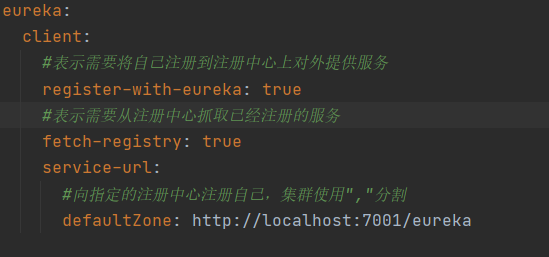 eureka:
client:
#表示需要将自己注册到注册中心上对外提供服务
register-with-eureka: true
#表示需要从注册中心抓取已经注册的服务
fetch-registry: true
service-url:
#向指定的注册中心注册自己，集群使用","分割
defaultZone: http://localhost:7001/eureka